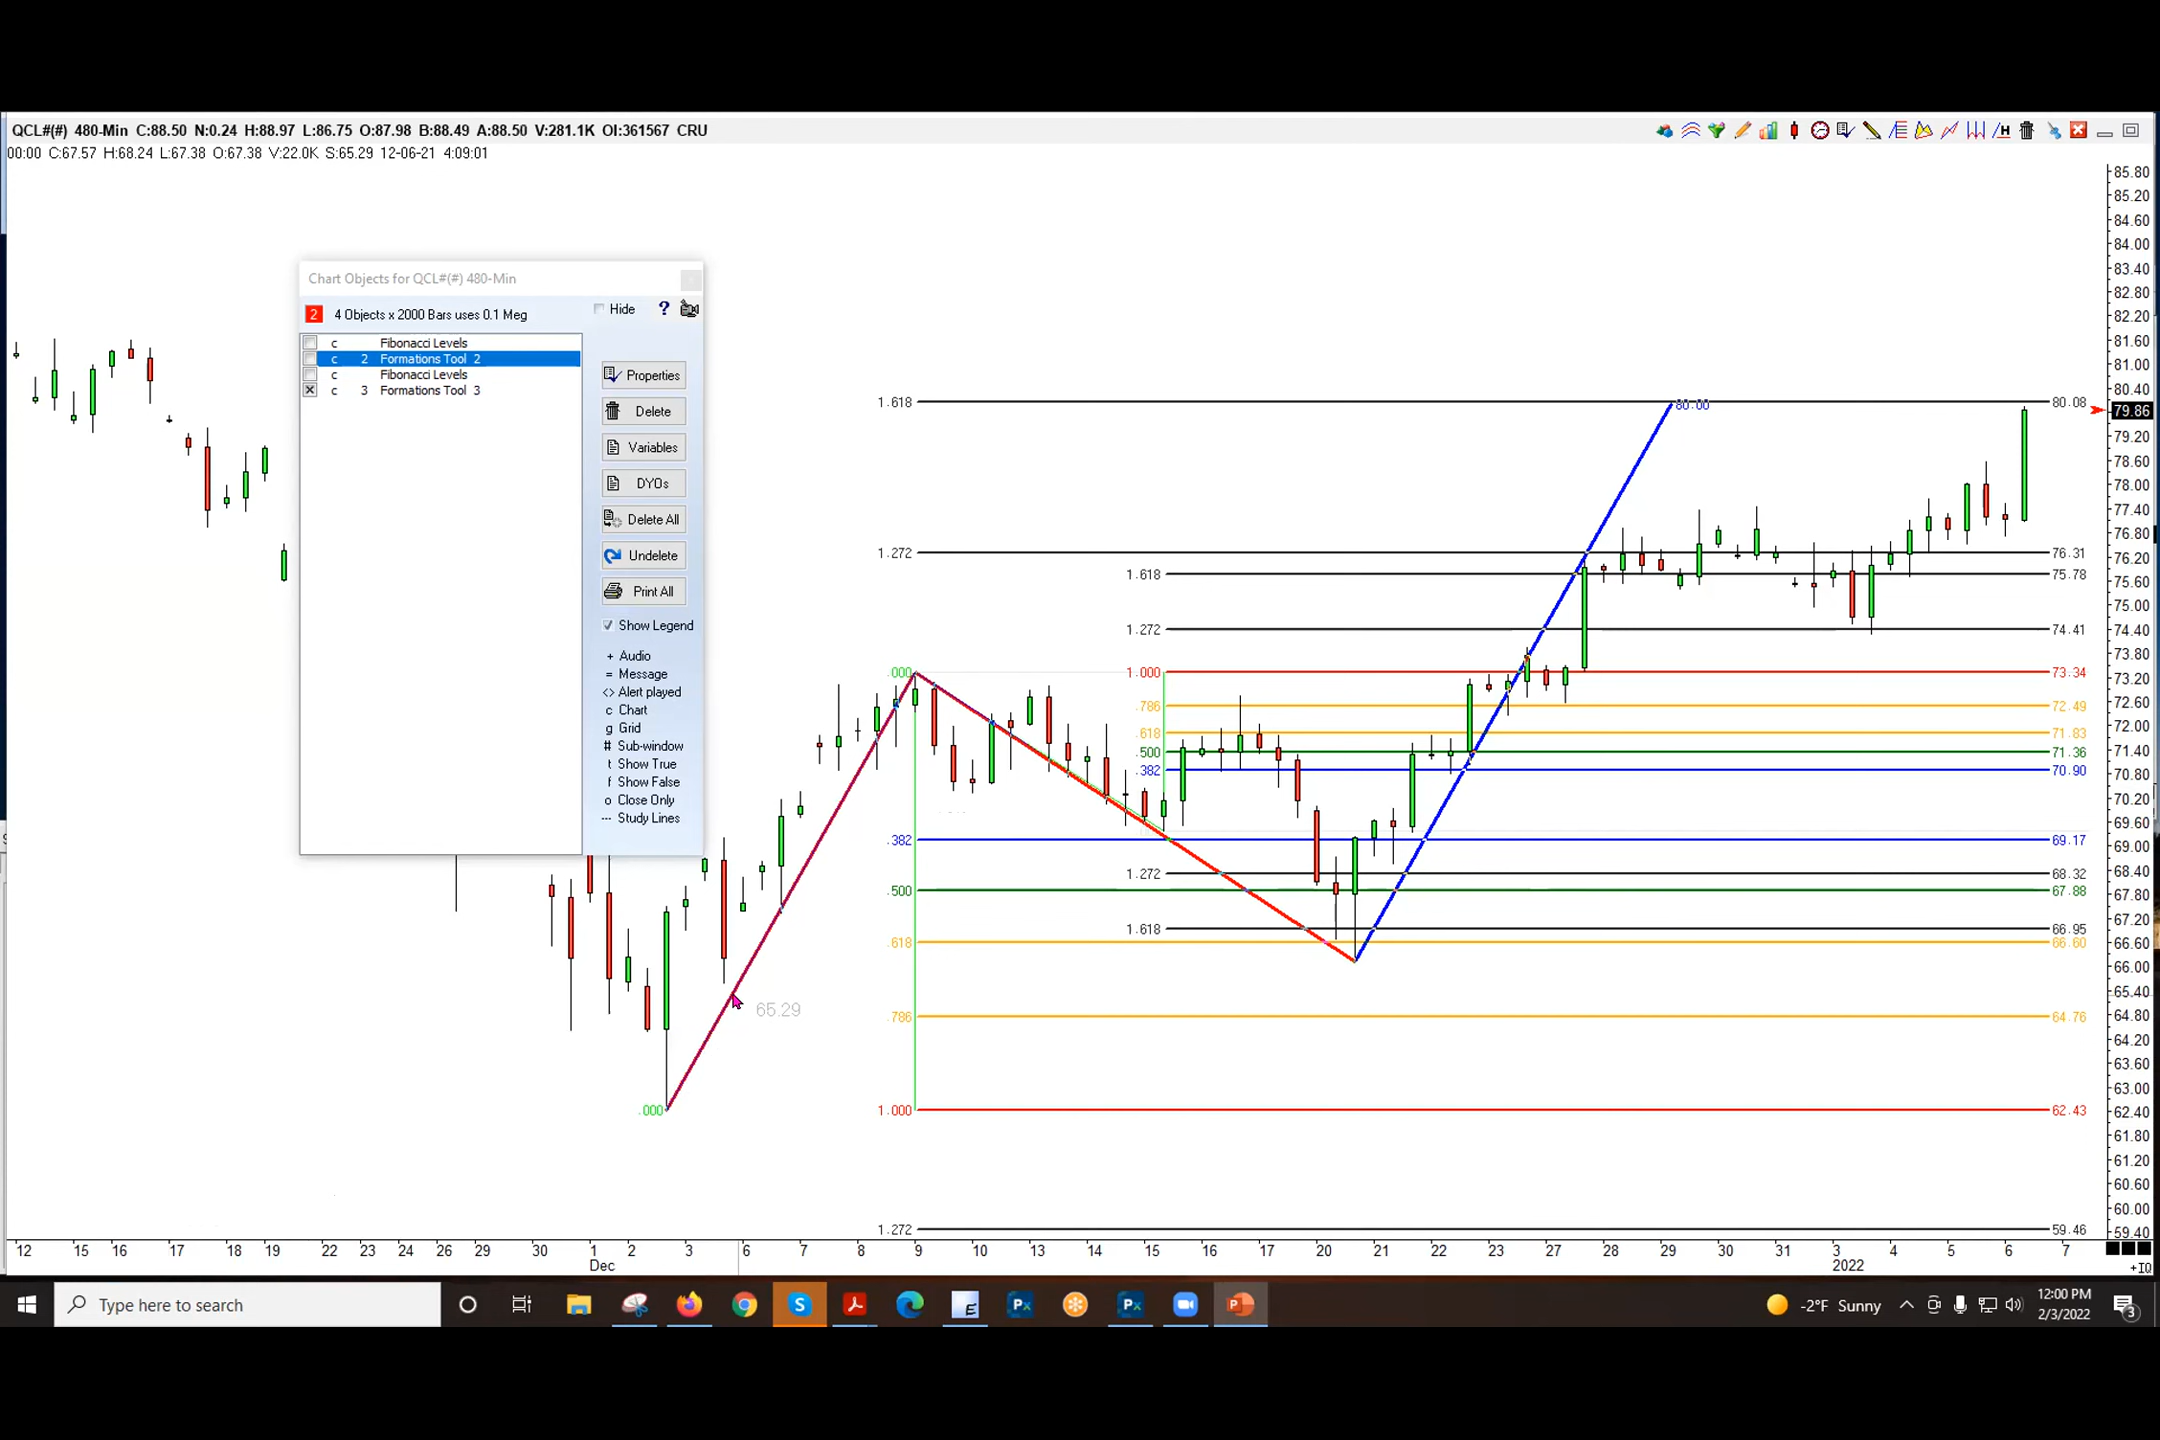 QCL#(#) 480-Min C:88.50 N:0.24 H:88.97 L:86.75 O:87.98 B:88.49 A:88.50 V:281.1K OI:361567 CRU
00:00 C:67.57 H:68.24 L:67.38 O:67.38 V:22.0K S:65.29 12-06-21 4:09:01
Chart Objects for QCL#(#) 480-Min
2 4 Objects x 2000 Bars uses 0.1 Meg
Hide ?
c Fibonacci Levels
c 2 Formations Tool 2
c Fibonacci Levels
c 3 Formations Tool 3
Properties
Delete
Variables
DYOs
Delete All
Undelete
Print All
Show Legend
+ Audio
= Message
<> Alert played
c Chart
g Grid
# Sub-window
t Show True
f Show False
o Close Only
--- Study Lines
1.618 80.00 80.08
1.272 76.31
1.618 75.78
1.272 74.41
.000 1.000 73.34
.786 72.49
.618 71.83
.500 71.36
.382 70.90
.382 69.17
1.272 68.32
.500 67.88
1.618 66.95
.618 66.60
65.29
.786 64.76
.000 1.000 62.43
1.272 59.46
85.80
85.20
84.60
84.00
83.40
82.80
82.20
81.60
81.00
80.40
79.86
79.20
78.60
78.00
77.40
76.80
76.20
75.60
75.00
74.40
73.80
73.20
72.60
72.00
71.40
70.80
70.20
69.60
69.00
68.40
67.80
67.20
66.60
66.00
65.40
64.80
64.20
63.60
63.00
62.40
61.80
61.20
60.60
60.00
59.40
12 15 16 17 18 19 22 23 24 26 29 30 1 2 3 6 7 8 9 10 13 14 15 16 17 20 21 22 23 27 28 29 30 31 3 4 5 6 7
Dec 2022 +IQ
Type here to search
-2°F Sunny
12:00 PM
2/3/2022
3